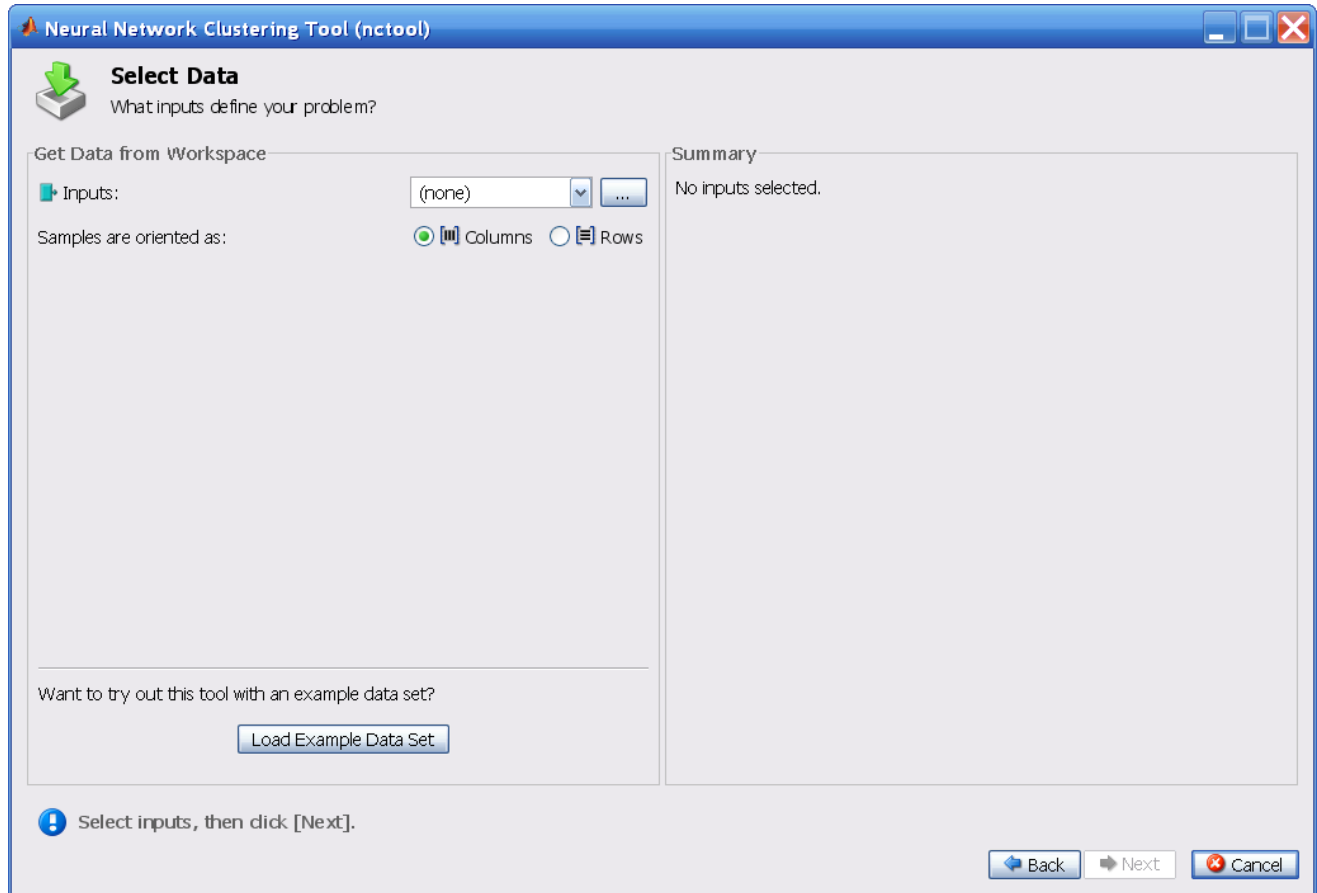 Neural Network Clustering Tool (nctool)
Select Data
What inputs define your problem?
Get Data from Workspace
Inputs:
(none)
...
Samples are oriented as:
Columns
Rows
Want to try out this tool with an example data set?
Load Example Data Set
Summary
No inputs selected.
Select inputs, then click [Next].
Back
Next
Cancel